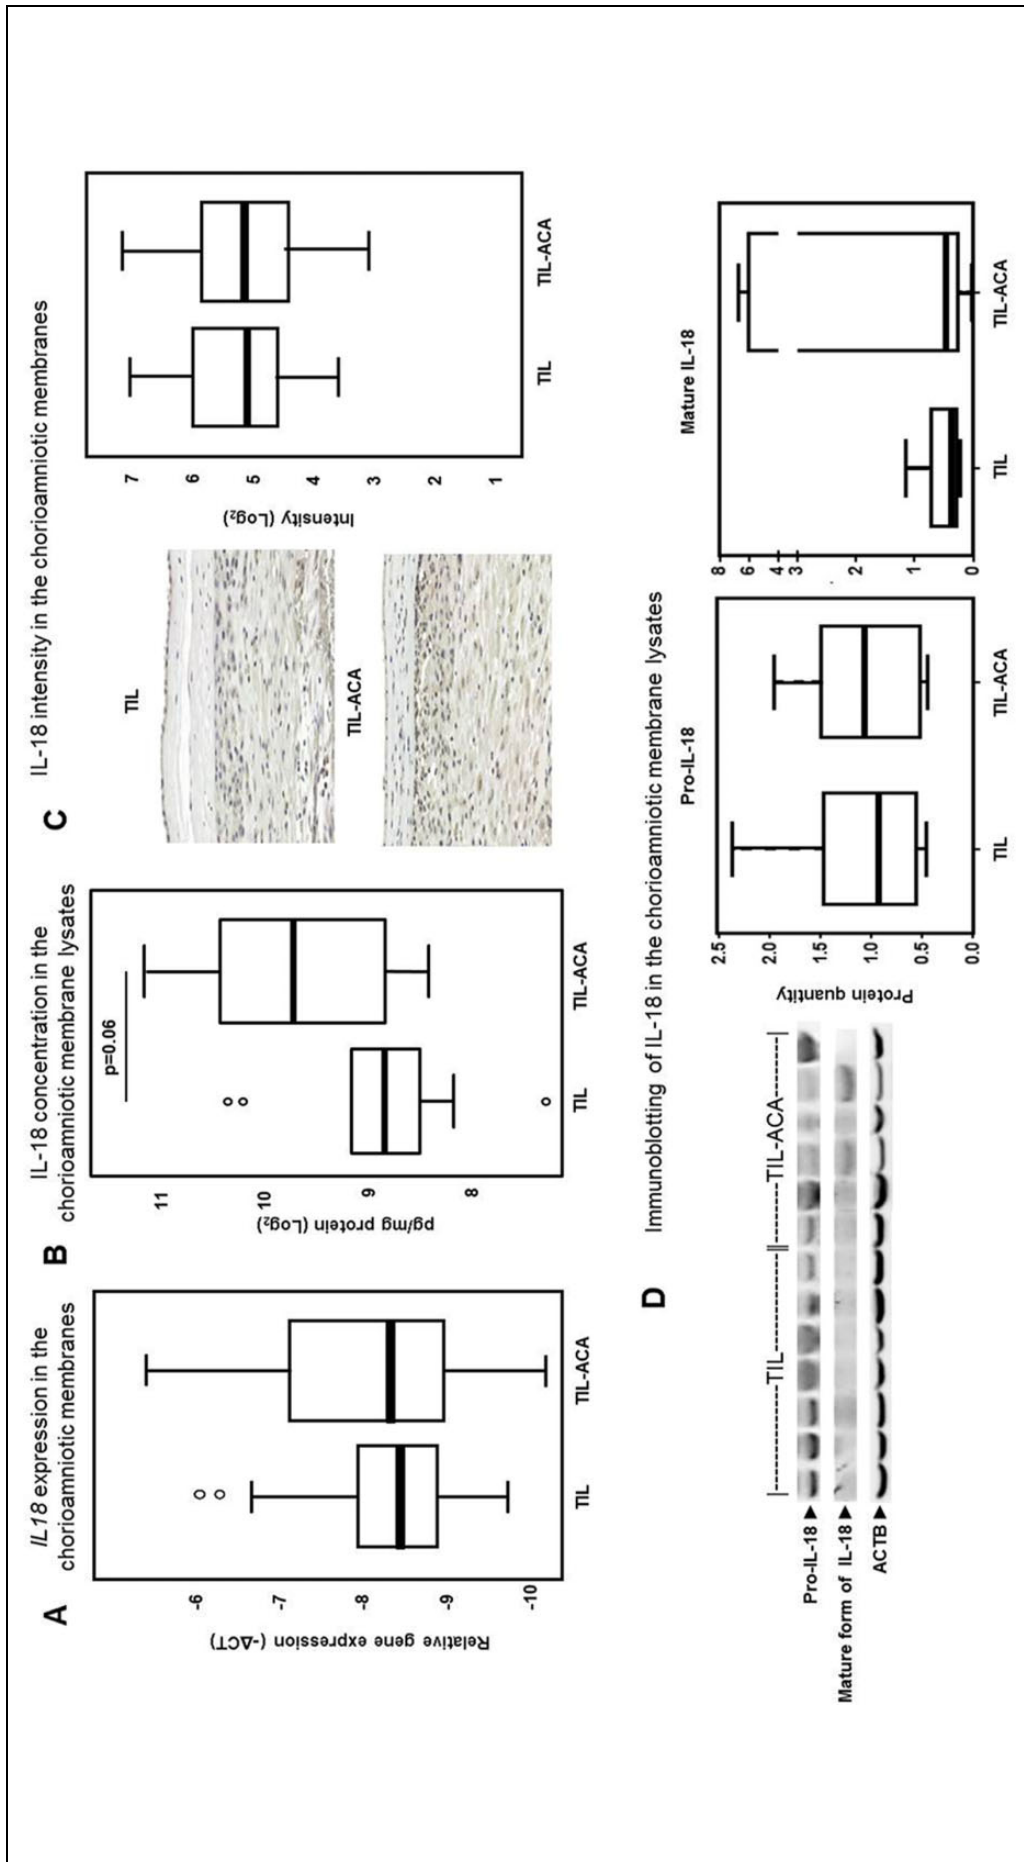 A
IL18 expression in the
chorioamniotic membranes
Relative gene expression (-ΔCT)
-6
-7
-8
-9
-10
TIL
TIL-ACA
B
IL-18 concentration in the
chorioamniotic membrane lysates
pg/mg protein (Log₂)
11
10
9
8
p=0.06
TIL
TIL-ACA
C
IL-18 intensity in the chorioamniotic membranes
TIL
TIL-ACA
Intensity (Log₂)
7
6
5
4
3
2
1
TIL
TIL-ACA
D
Immunoblotting of IL-18 in the chorioamniotic membrane lysates
|-----------TIL-----------||-------TIL-ACA-------|
Pro-IL-18 ▶
Mature form of IL-18 ▶
ACTB ▶
Pro-IL-18
Protein quantity
2.5
2.0
1.5
1.0
0.5
0.0
TIL
TIL-ACA
Mature IL-18
8
6
4
3
2
1
0
TIL
TIL-ACA